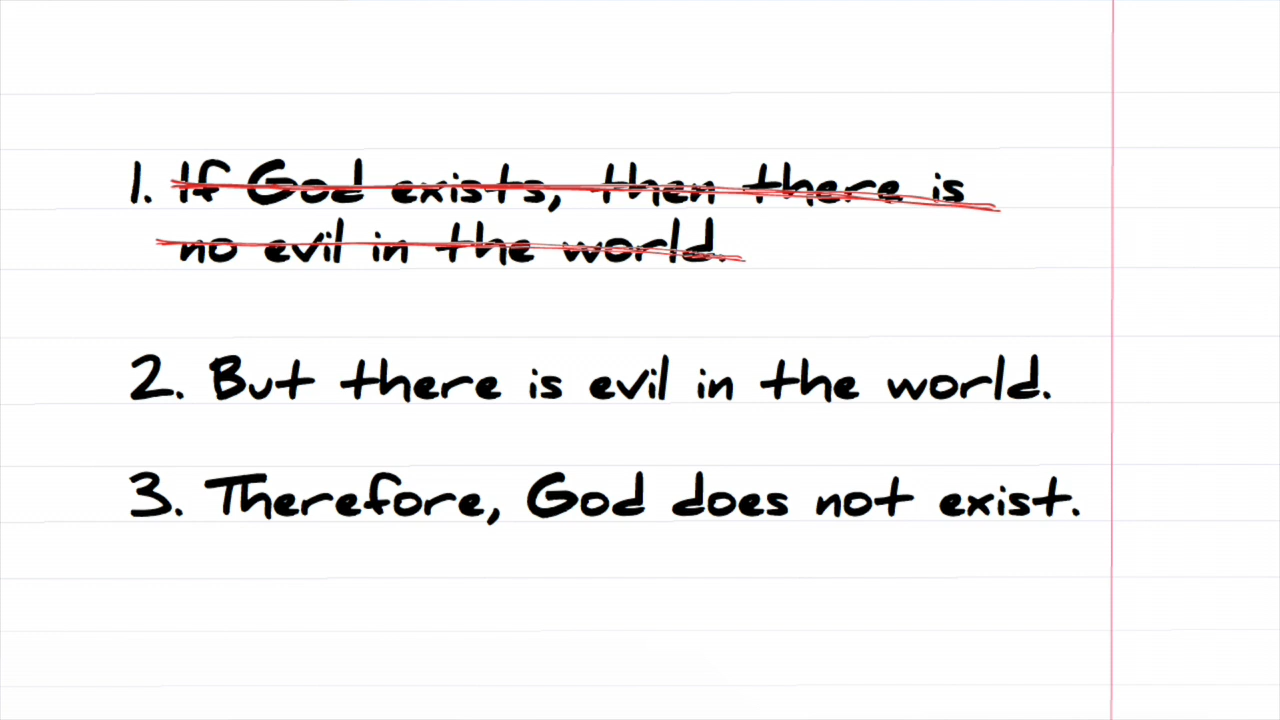 1. If God exists, then there is
no evil in the world.
2. But there is evil in the world.
3. Therefore, God does not exist.